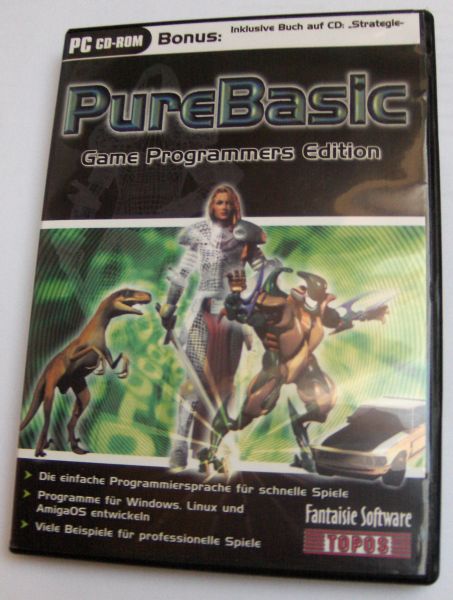 PC CD-ROM Bonus: Inklusive Buch auf CD: „Strategie-
PureBasic
Game Programmers Edition
Die einfache Programmiersprache für schnelle Spiele
Programme für Windows, Linux und
AmigaOS entwickeln
Viele Beispiele für professionelle Spiele
Fantaisie Software
TOPOS